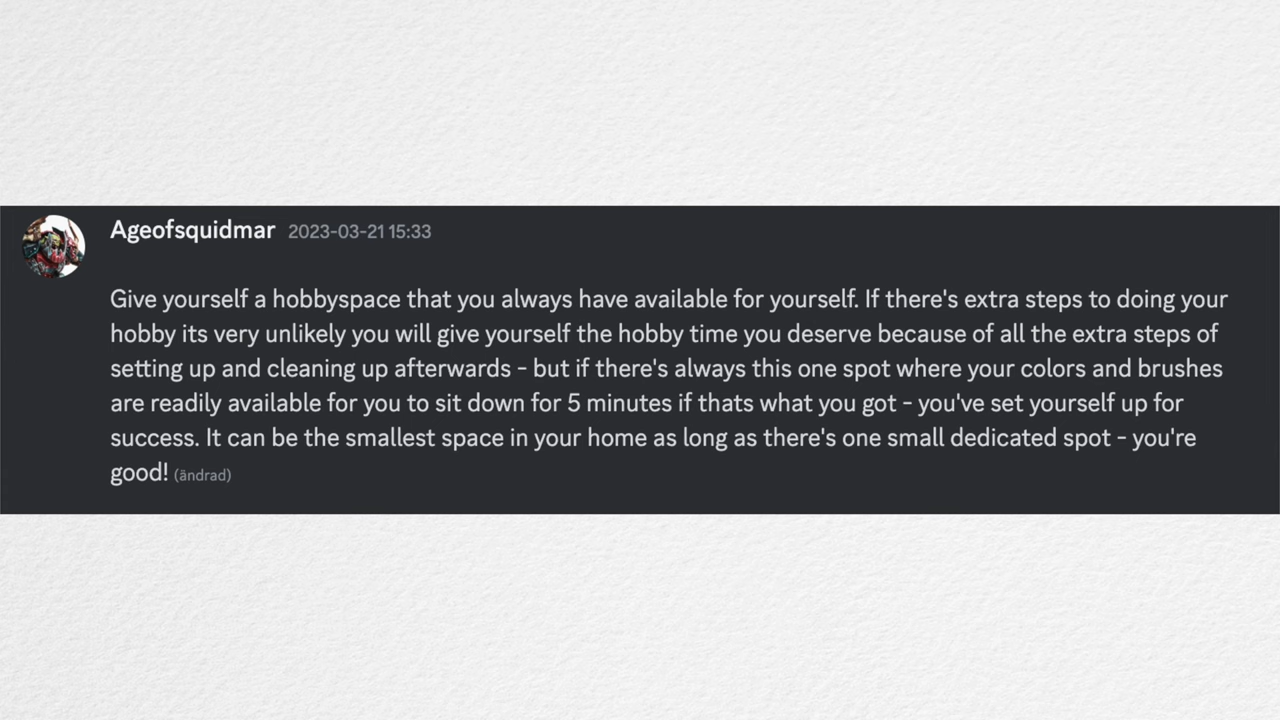 Ageofsquidmar 2023-03-21 15:33
Give yourself a hobbyspace that you always have available for yourself. If there's extra steps to doing your
hobby its very unlikely you will give yourself the hobby time you deserve because of all the extra steps of
setting up and cleaning up afterwards - but if there's always this one spot where your colors and brushes
are readily available for you to sit down for 5 minutes if thats what you got - you've set yourself up for
success. It can be the smallest space in your home as long as there's one small dedicated spot - you're
good! (ändrad)